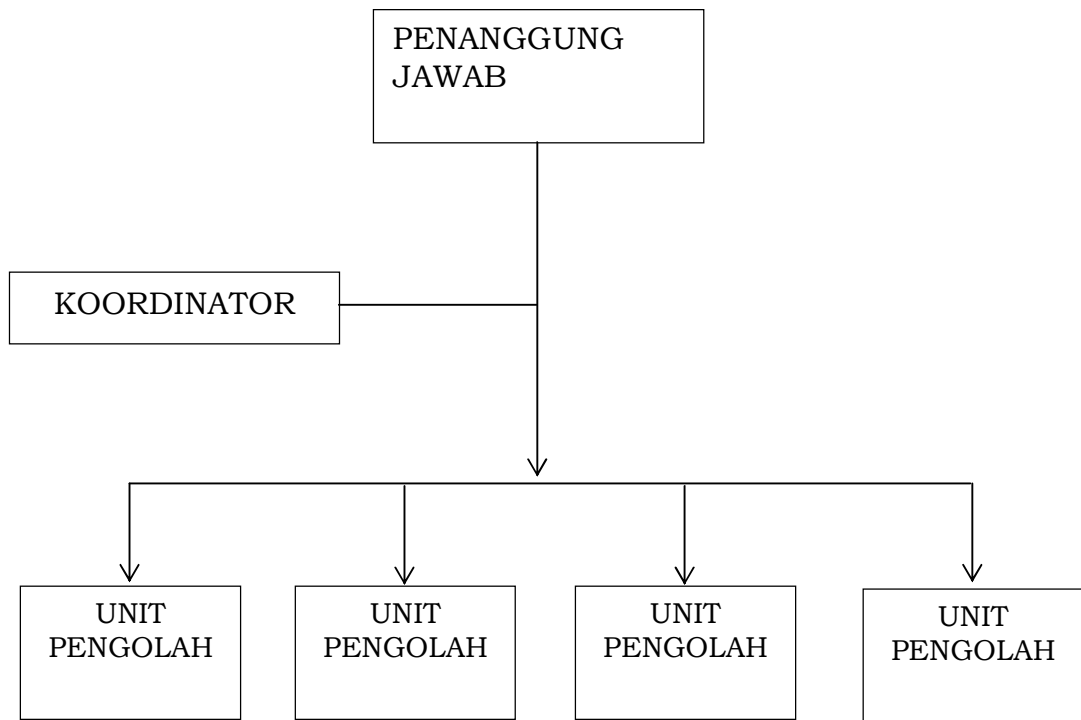 PENANGGUNG
JAWAB
KOORDINATOR
UNIT
PENGOLAH
UNIT
PENGOLAH
UNIT
PENGOLAH
UNIT
PENGOLAH